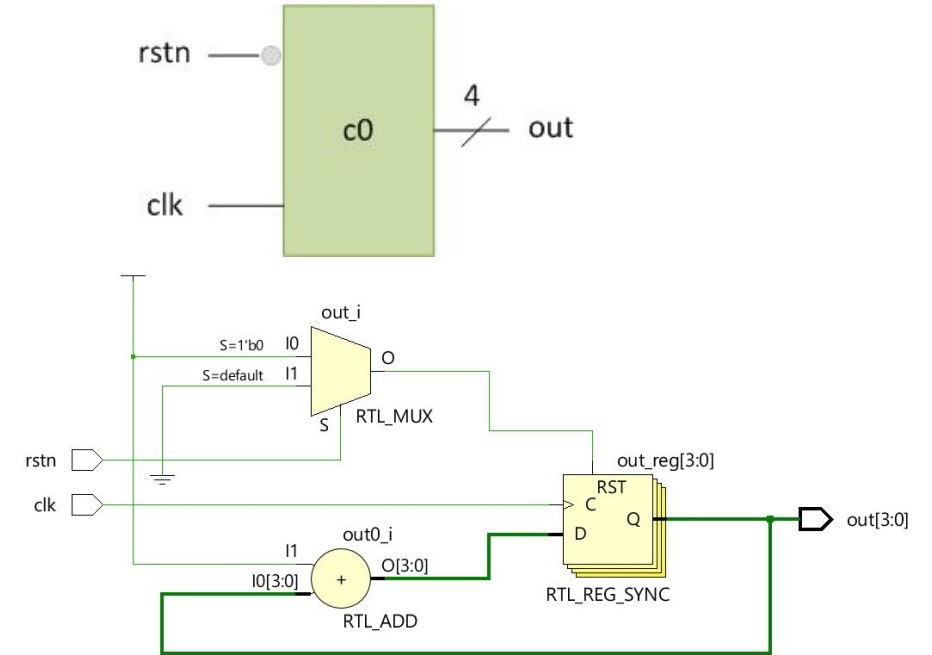 rstn
4
c0
out
clk
out_i
S=1'b0 I0
O
S=default I1
S
RTL_MUX
rstn
out_reg[3:0]
RST
clk
C
Q
out[3:0]
D
out0_i
I1
O[3:0]
I0[3:0]
+
RTL_REG_SYNC
RTL_ADD